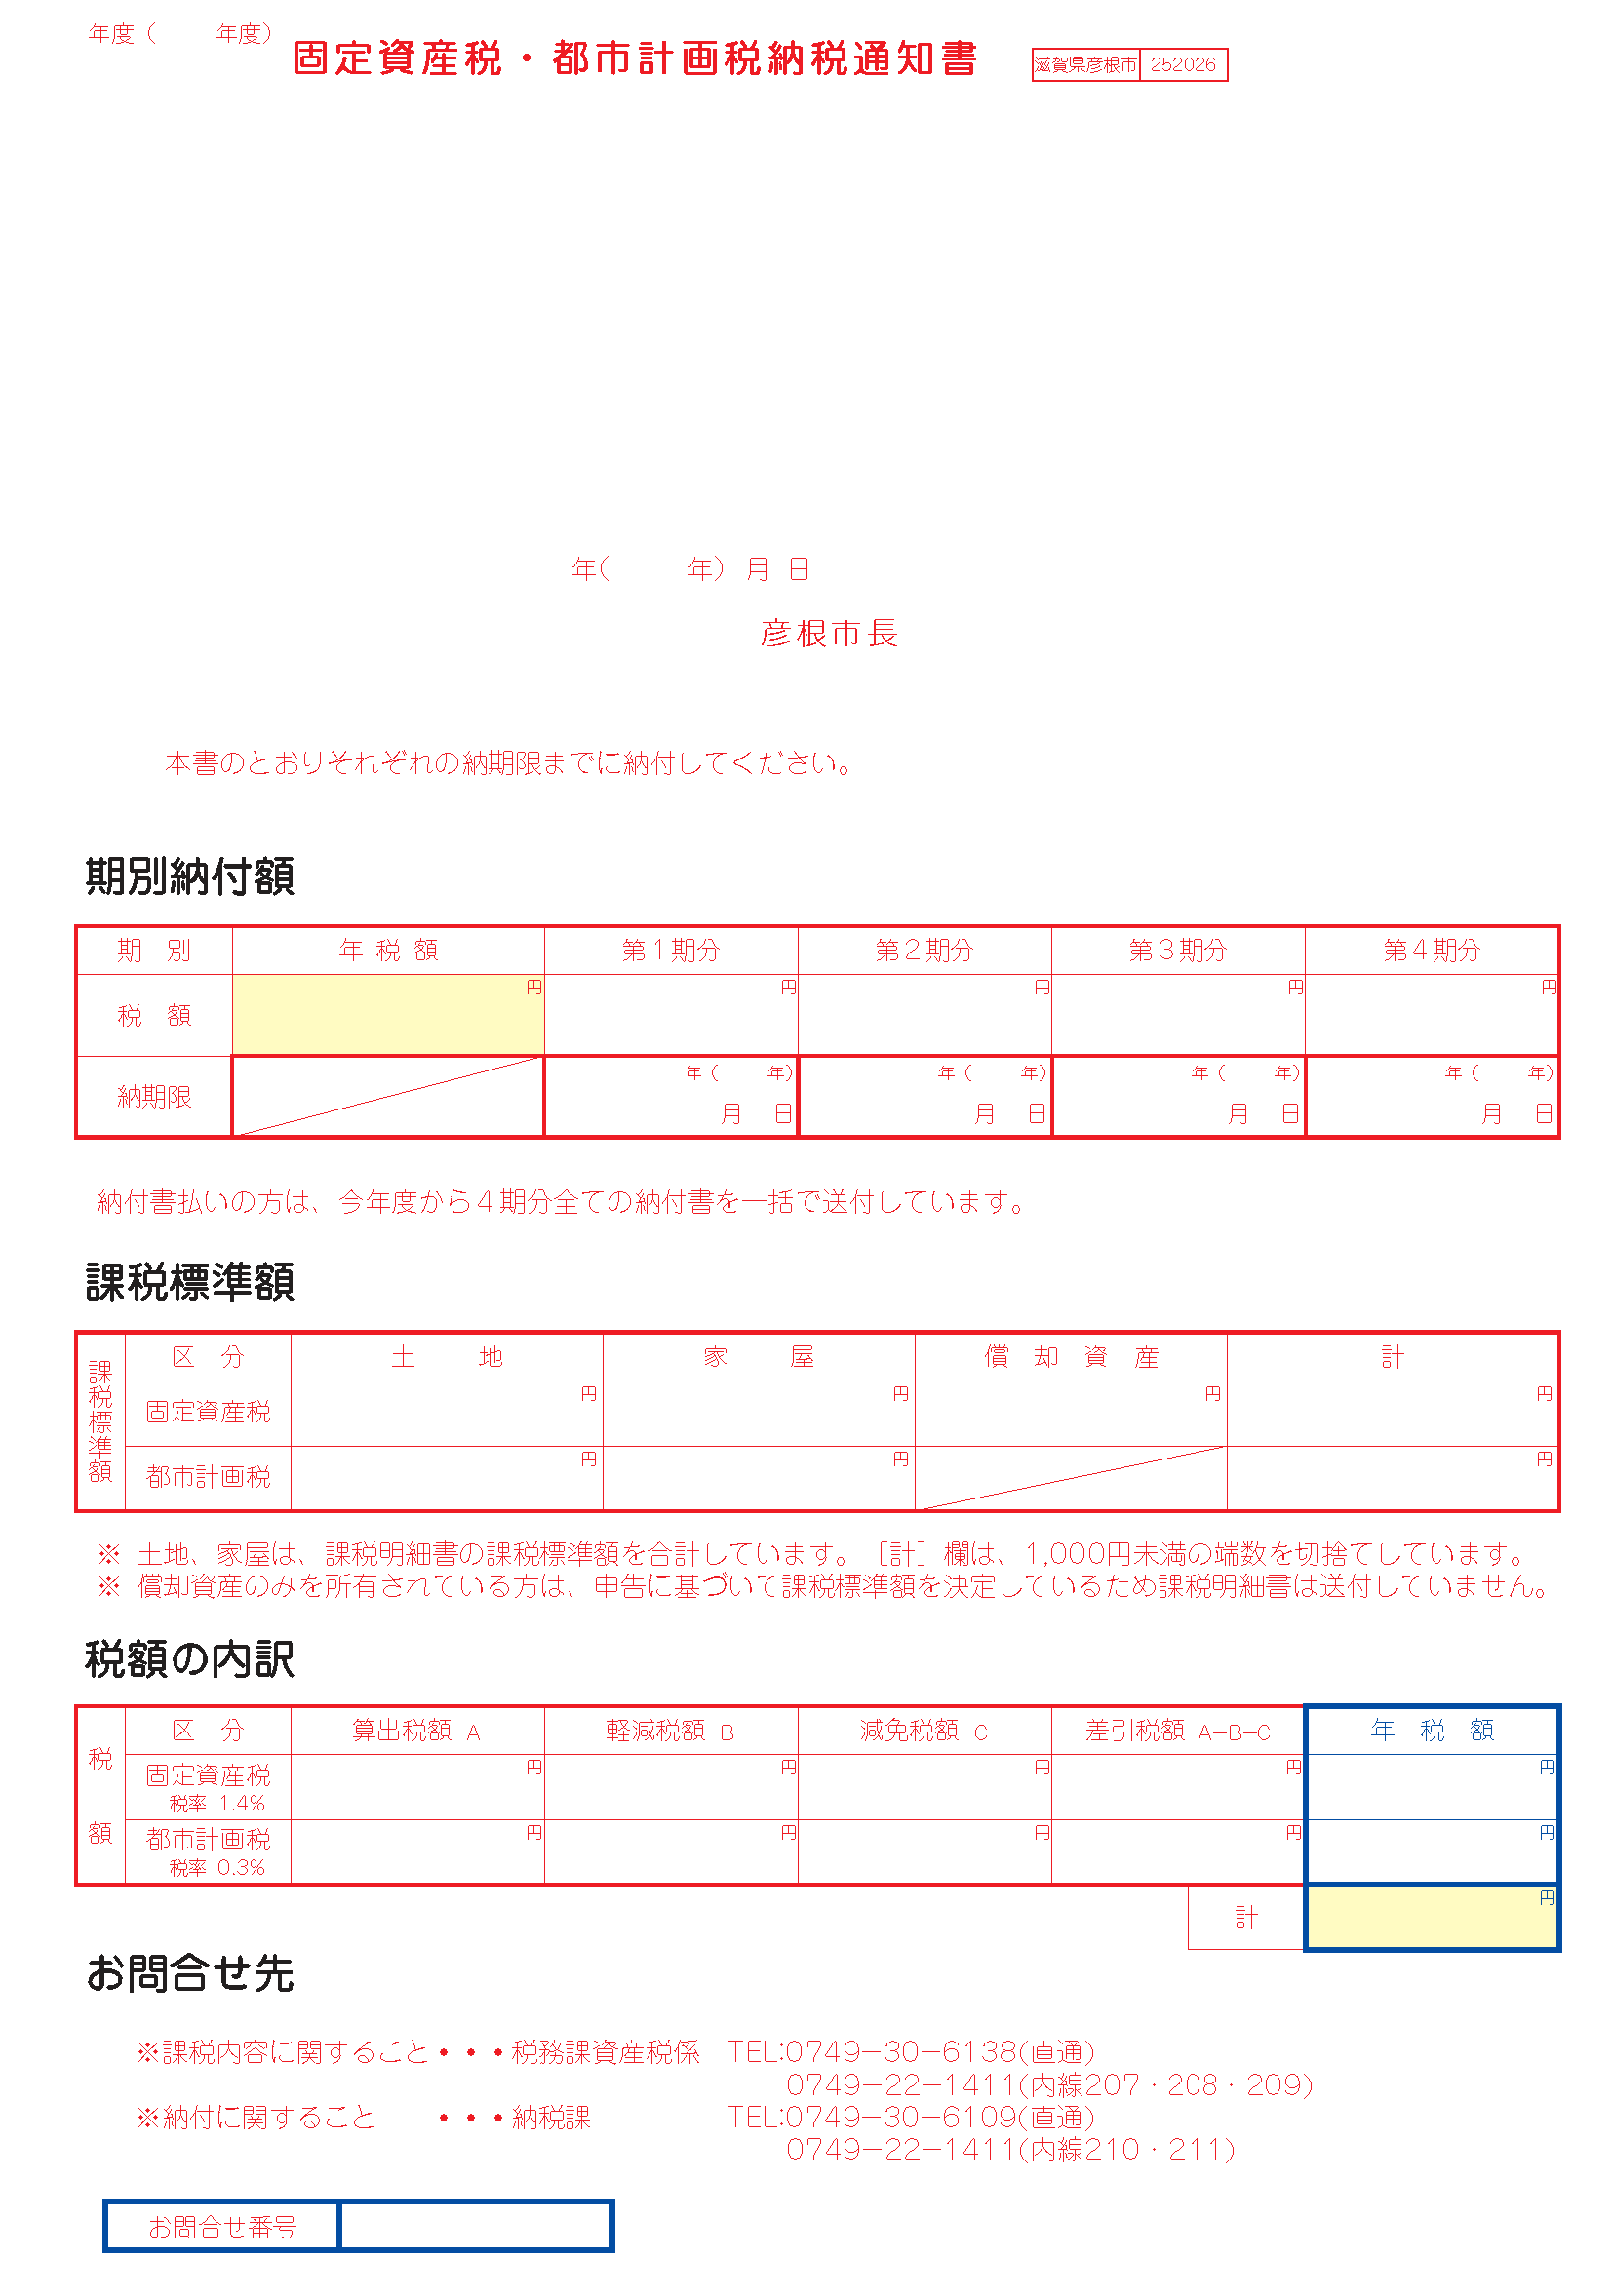 年度（　　　年度）
固定資産税・都市計画税納税通知書
滋賀県彦根市 252026
年(　　　年) 月 日
彦根市長
本書のとおりそれぞれの納期限までに納付してください。
期別納付額
期 別 年 税 額 第１期分 第２期分 第３期分 第４期分
税 額 円 円 円 円 円
納期限 年（　　年） 年（　　年） 年（　　年） 年（　　年）
月 日 月 日 月 日 月 日
納付書払いの方は、今年度から４期分全ての納付書を一括で送付しています。
課税標準額
課税標準額
区 分 土 地 家 屋 償 却 資 産 計
固定資産税 円 円 円 円
都市計画税 円 円 円
※ 土地、家屋は、課税明細書の課税標準額を合計しています。［計］欄は、1,000円未満の端数を切捨てしています。
※ 償却資産のみを所有されている方は、申告に基づいて課税標準額を決定しているため課税明細書は送付していません。
税額の内訳
税額
区 分 算出税額 A 軽減税額 B 減免税額 C 差引税額 A−B−C 年 税 額
固定資産税 円 円 円 円 円
税率 1.4%
都市計画税 円 円 円 円 円
税率 0.3%
計 円
お問合せ先
※課税内容に関すること・・・税務課資産税係 TEL:0749−30−6138(直通)
0749−22−1411(内線207・208・209)
※納付に関すること ・・・納税課 TEL:0749−30−6109(直通)
0749−22−1411(内線210・211)
お問合せ番号